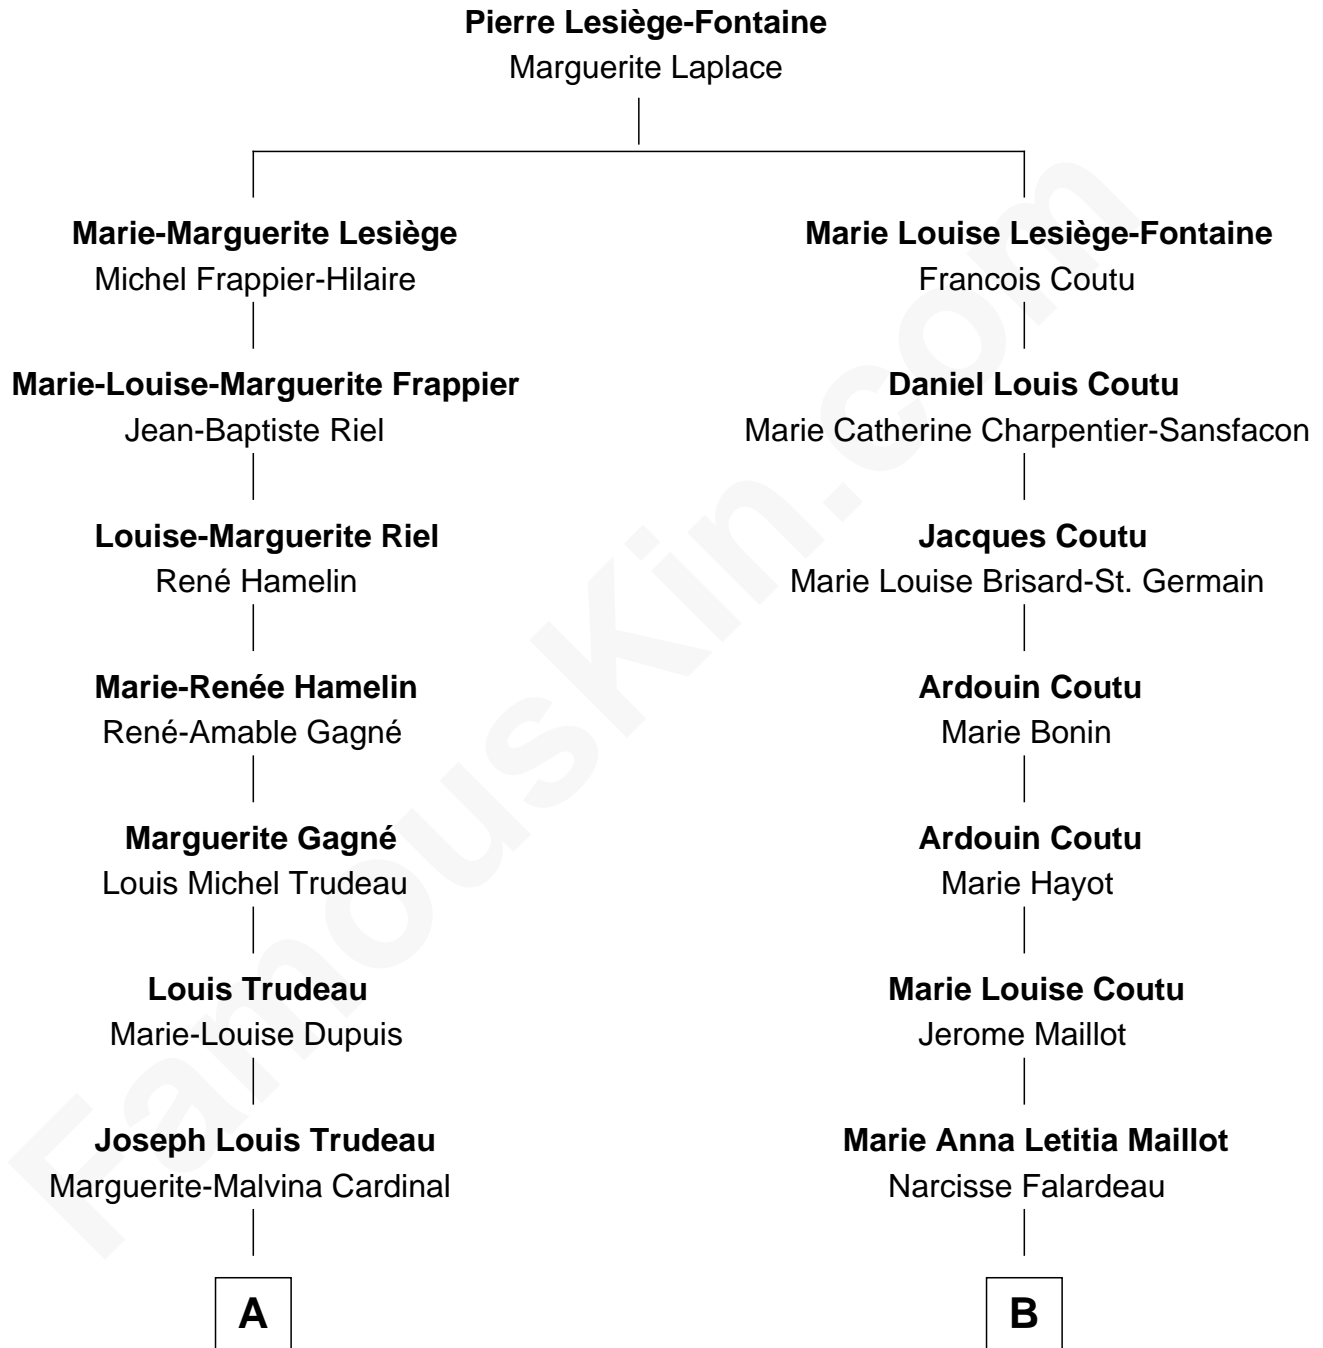 Pierre Lesiège-Fontaine
Marguerite Laplace
Marie-Marguerite Lesiège
Michel Frappier-Hilaire
Marie-Louise-Marguerite Frappier
Jean-Baptiste Riel
Louise-Marguerite Riel
René Hamelin
Marie-Renée Hamelin
René-Amable Gagné
Marguerite Gagné
Louis Michel Trudeau
Louis Trudeau
Marie-Louise Dupuis
Joseph Louis Trudeau
Marguerite-Malvina Cardinal
A
Marie Louise Lesiège-Fontaine
Francois Coutu
Daniel Louis Coutu
Marie Catherine Charpentier-Sansfacon
Jacques Coutu
Marie Louise Brisard-St. Germain
Ardouin Coutu
Marie Bonin
Ardouin Coutu
Marie Hayot
Marie Louise Coutu
Jerome Maillot
Marie Anna Letitia Maillot
Narcisse Falardeau
B
FamousKin.com